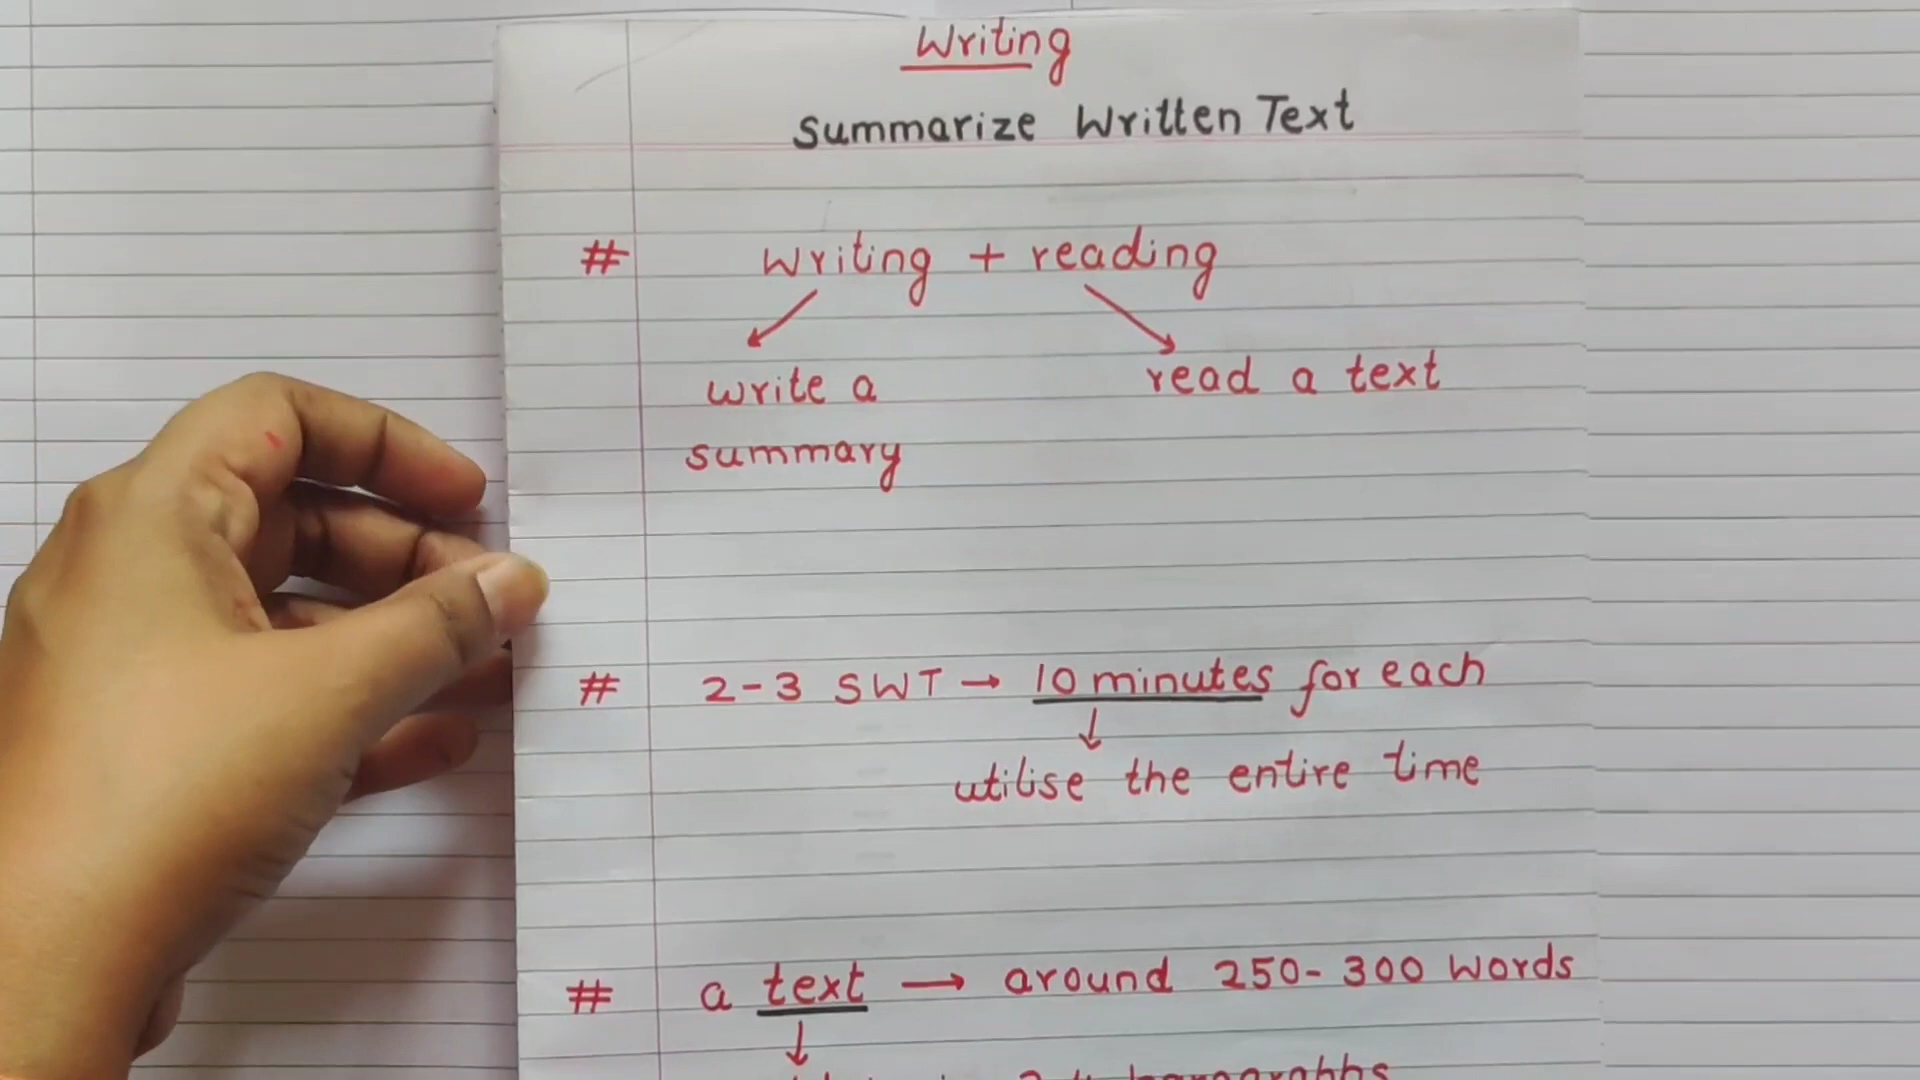 Writing
Summarize Written Text
# writing + reading
write a read a text
summary
# 2-3 SWT → 10 minutes for each
↓
utilise the entire time
# a text → around 250-300 words
↓
paragraphs